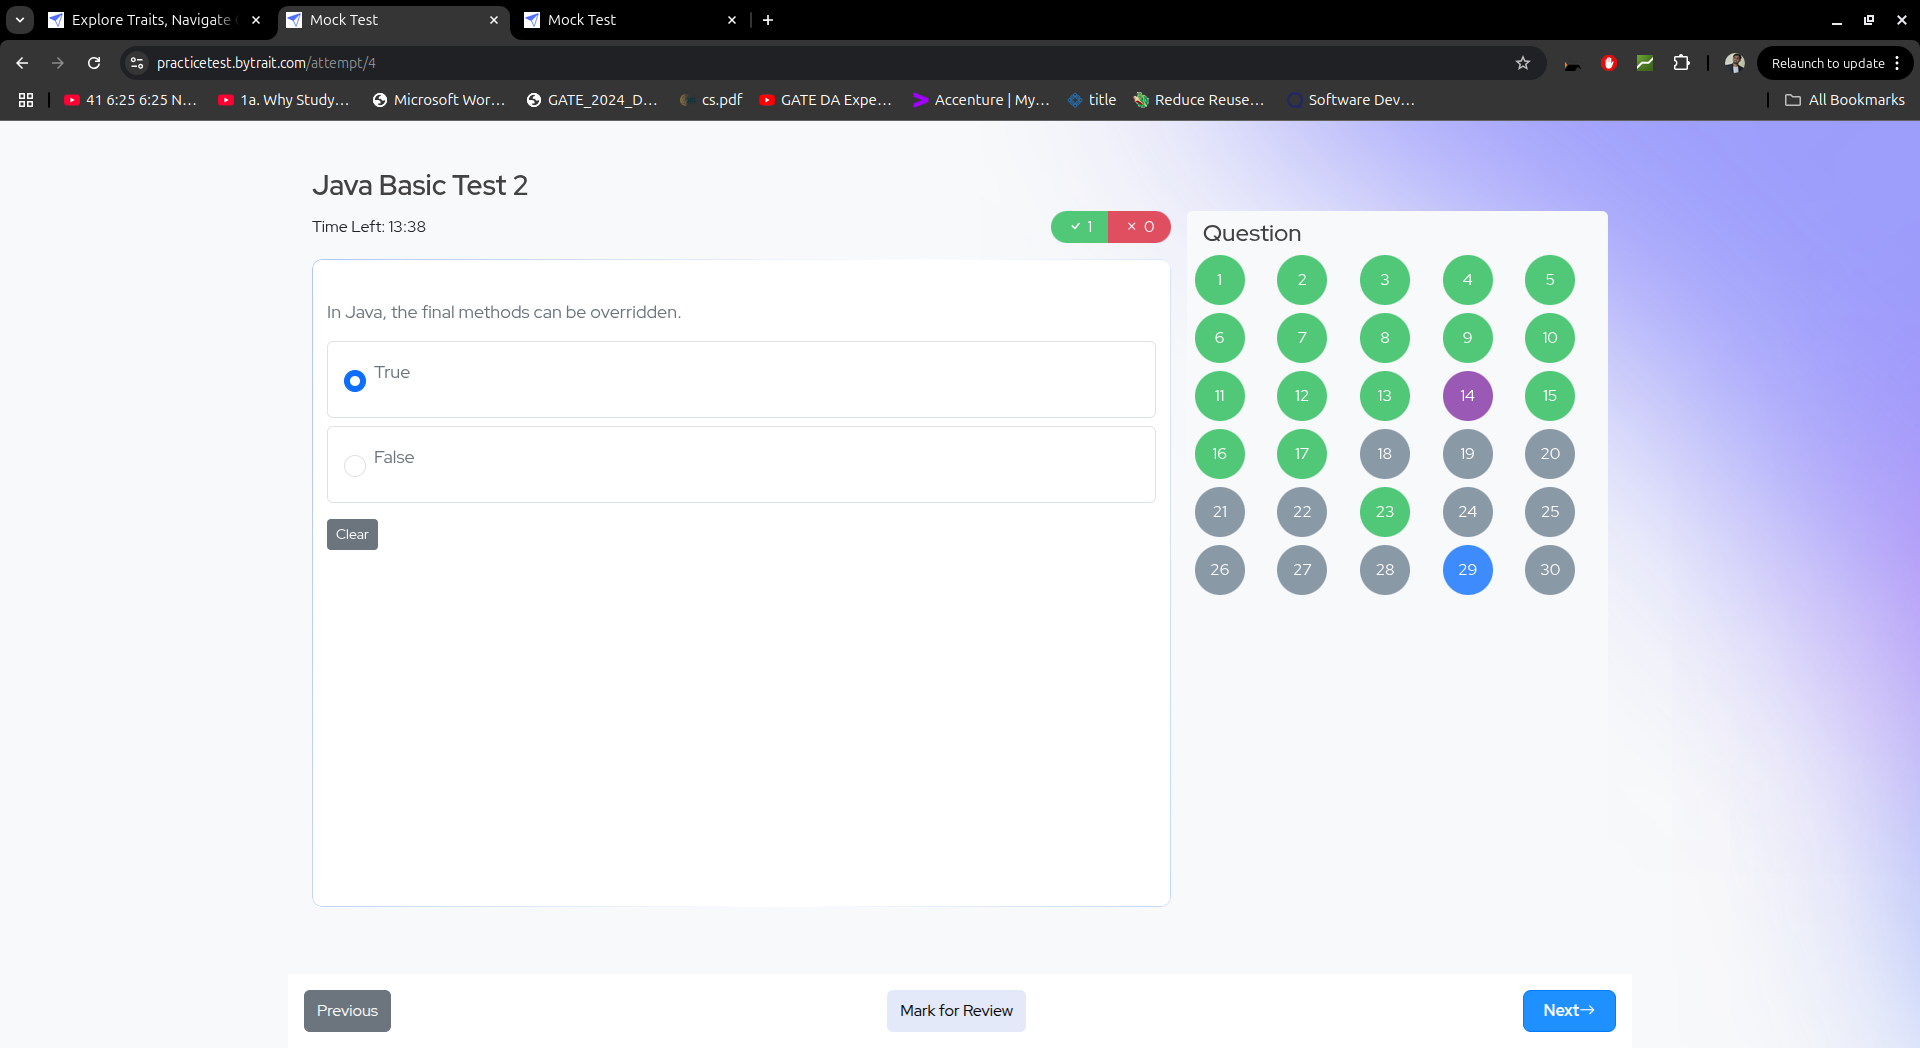 Explore Traits, Navigate
Mock Test
Mock Test
practicetest.bytrait.com/attempt/4
Relaunch to update
41 6:25 6:25 N...
1a. Why Study...
Microsoft Wor...
GATE_2024_D...
cs.pdf
GATE DA Expe...
Accenture | My...
title
Reduce Reuse...
Software Dev...
All Bookmarks
Java Basic Test 2
Time Left: 13:38
1
0
In Java, the final methods can be overridden.
True
False
Clear
Question
1 2 3 4 5
6 7 8 9 10
11 12 13 14 15
16 17 18 19 20
21 22 23 24 25
26 27 28 29 30
Previous
Mark for Review
Next→